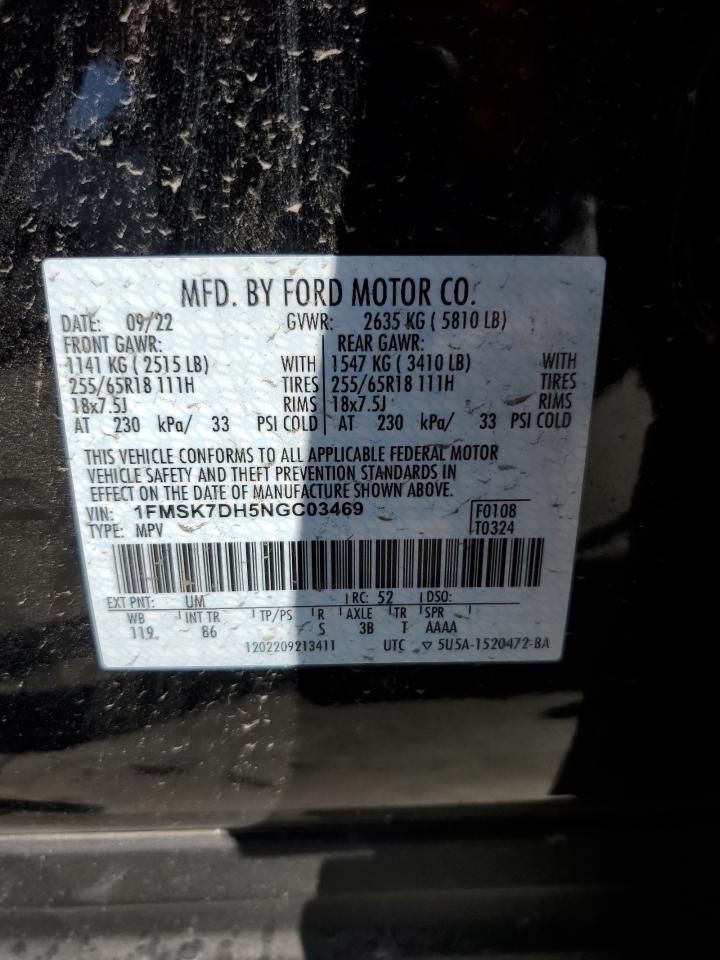 MFD. BY FORD MOTOR CO.
DATE: 09/22 GVWR: 2635 KG ( 5810 LB)
FRONT GAWR: REAR GAWR:
1141 KG ( 2515 LB) WITH 1547 KG ( 3410 LB) WITH
255/65R18 111H TIRES 255/65R18 111H TIRES
18x7.5J RIMS 18x7.5J RIMS
AT 230 kPa/ 33 PSI COLD AT 230 kPa/ 33 PSI COLD
THIS VEHICLE CONFORMS TO ALL APPLICABLE FEDERAL MOTOR
VEHICLE SAFETY AND THEFT PREVENTION STANDARDS IN
EFFECT ON THE DATE OF MANUFACTURE SHOWN ABOVE.
VIN: 1FMSK7DH5NGC03469 F0108
TYPE: MPV T0324
EXT PNT: UM RC: 52 DSO:
WB INT TR TP/PS R AXLE TR SPR
119 86 S 3B T AAAA
1202209213411 UTC ▽ 5U5A-1520472-BA